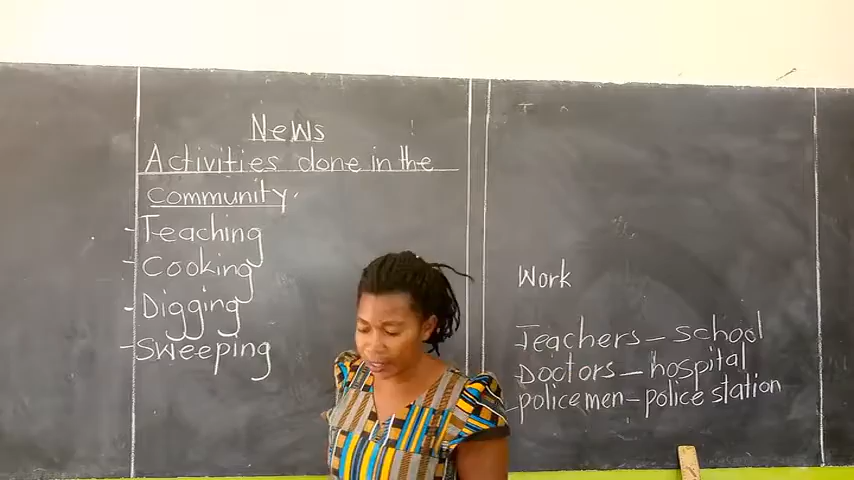 News
Activities done in the
community.
-Teaching
-Cooking
-Digging
-Sweeping
Work
Teachers - school
Doctors - hospital
policemen - police station